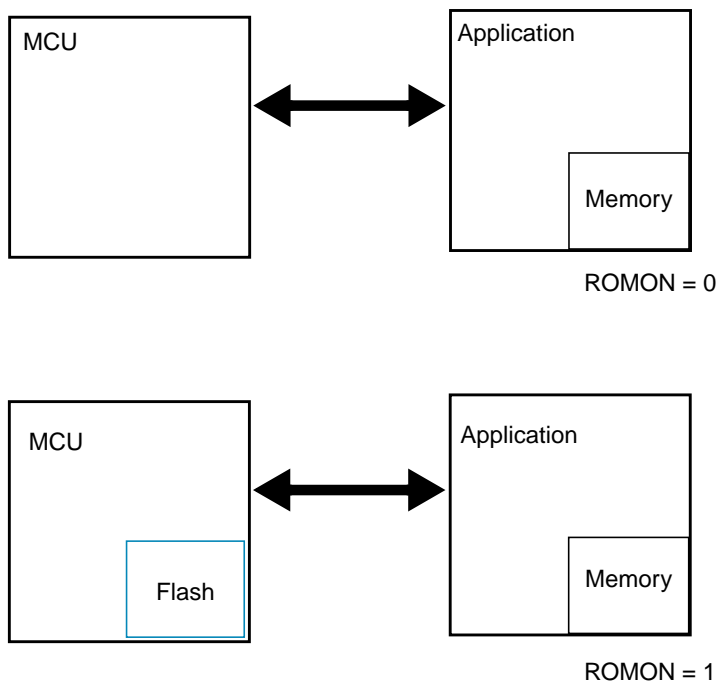 MCU
Application
Memory
ROMON = 0
MCU
Application
Flash
Memory
ROMON = 1